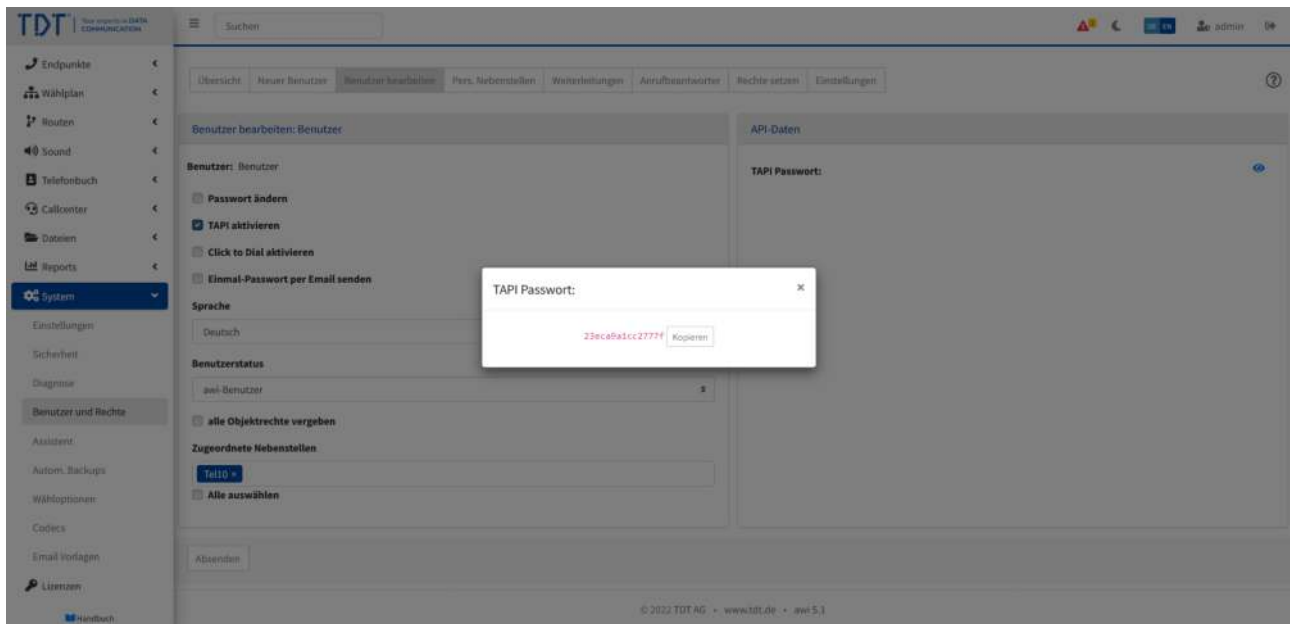 TDT Your experts in DATA COMMUNICATION
Suchen
DE EN
admin
Endpunkte
Wählplan
Routen
Sound
Telefonbuch
Callcenter
Dateien
Reports
System
Einstellungen
Sicherheit
Diagnose
Benutzer und Rechte
Assistent
Autom. Backups
Wähloptionen
Codecs
Email Vorlagen
Lizenzen
Handbuch
Übersicht Neuer Benutzer Benutzer bearbeiten Pers. Nebenstellen Weiterleitungen Anrufbeantworter Rechte setzen Einstellungen
Benutzer bearbeiten: Benutzer
Benutzer: Benutzer
Passwort ändern
TAPI aktivieren
Click to Dial aktivieren
Einmal-Passwort per Email senden
Sprache
Deutsch
Benutzerstatus
awi-Benutzer
alle Objektrechte vergeben
Zugeordnete Nebenstellen
Tel10 ×
Alle auswählen
Absenden
API-Daten
TAPI Passwort:
TAPI Passwort: ×
23eca9a1cc2777f Kopieren
© 2022 TDT AG • www.tdt.de • awi 5.1